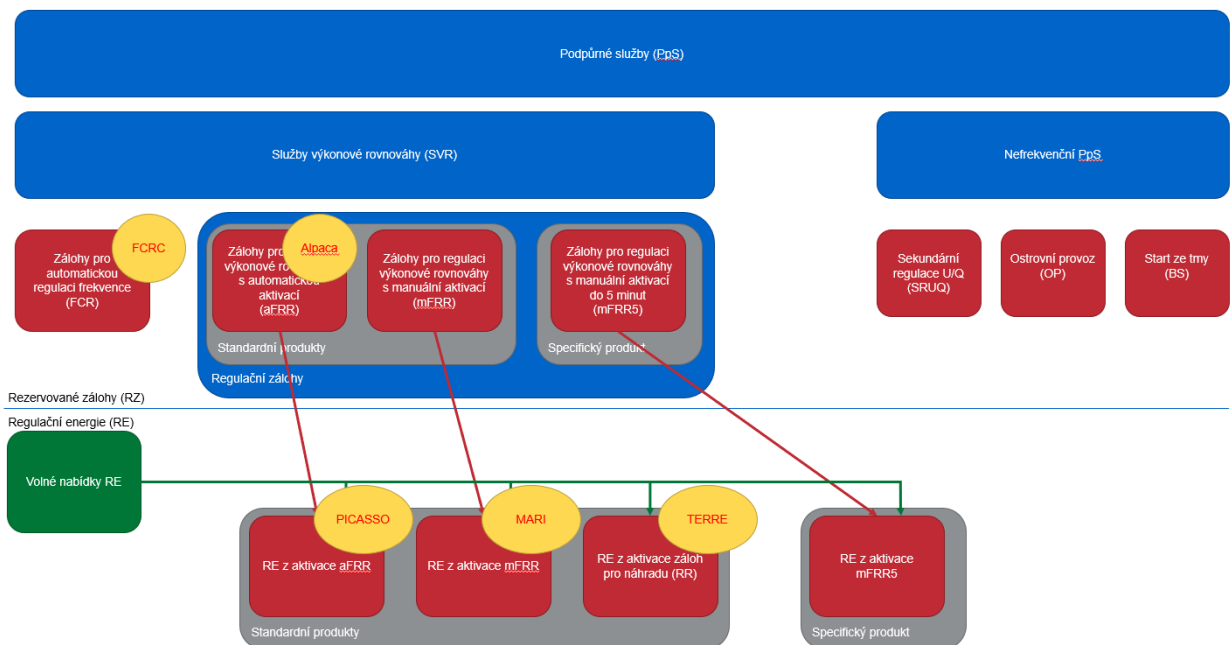 Podpůrné služby (PpS)
Služby výkonové rovnováhy (SVR)
Nefrekvenční PpS
Zálohy pro
automatickou
regulaci frekvence
(FCR)
FCRC
Zálohy pro
výkonové
s automatickou
aktivací
(aFRR)
Alpaca
Zálohy pro regulaci
výkonové rovnováhy
s manuální aktivací
(mFRR)
Standardní produkty
Zálohy pro regulaci
výkonové rovnováhy
s manuální aktivací
do 5 minut
(mFRR5)
Specifický produkt
Regulační zálohy
Sekundární
regulace U/Q
(SRUQ)
Ostrovní provoz
(OP)
Start ze tmy
(BS)
Rezervované zálohy (RZ)
Regulační energie (RE)
Volné nabídky RE
PICASSO
MARI
TERRE
RE z aktivace aFRR
RE z aktivace mFRR
RE z aktivace záloh
pro náhradu (RR)
Standardní produkty
RE z aktivace
mFRR5
Specifický produkt